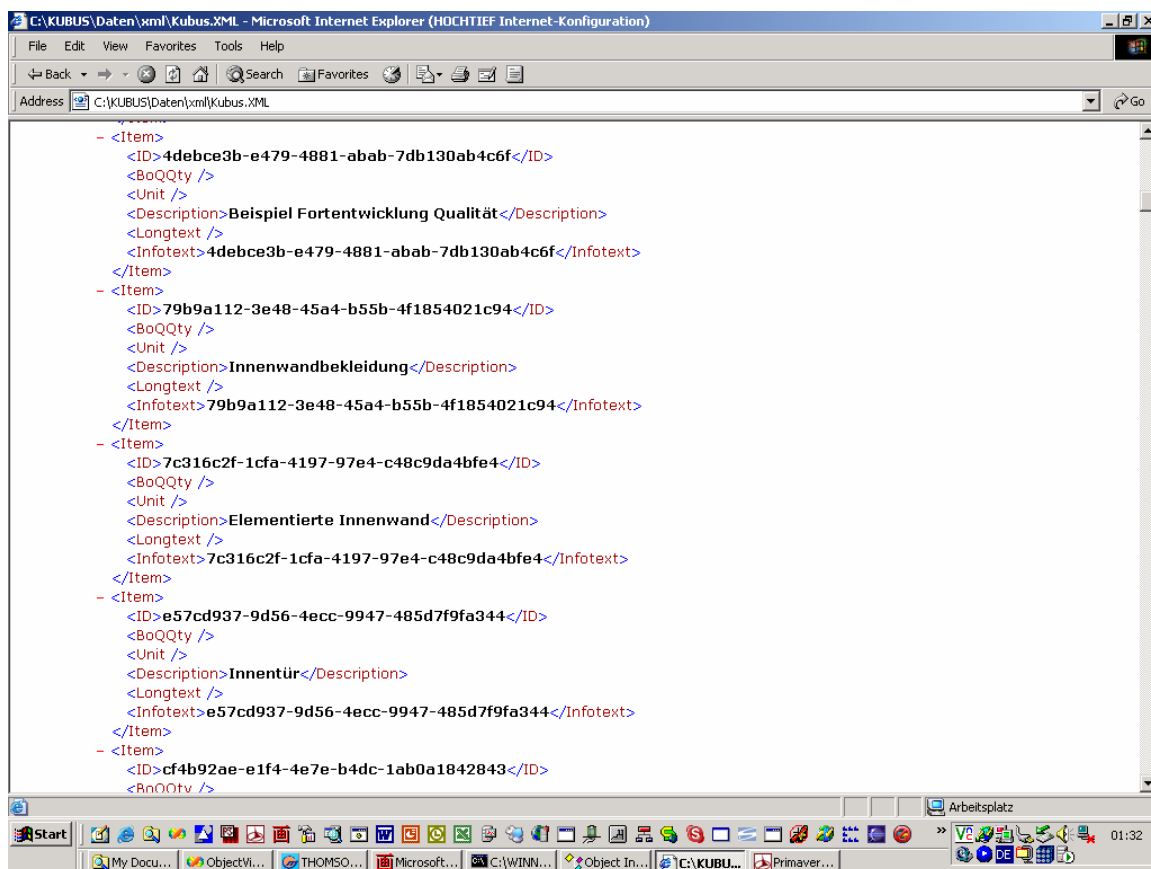 C:\KUBUS\Daten\xml\Kubus.XML - Microsoft Internet Explorer (HOCHTIEF Internet-Konfiguration)
File Edit View Favorites Tools Help
Back Search Favorites
Address C:\KUBUS\Daten\xml\Kubus.XML Go
- <Item>
<ID>4debce3b-e479-4881-abab-7db130ab4c6f</ID>
<BoQQty />
<Unit />
<Description>Beispiel Fortentwicklung Qualität</Description>
<Longtext />
<Infotext>4debce3b-e479-4881-abab-7db130ab4c6f</Infotext>
</Item>
- <Item>
<ID>79b9a112-3e48-45a4-b55b-4f1854021c94</ID>
<BoQQty />
<Unit />
<Description>Innenwandbekleidung</Description>
<Longtext />
<Infotext>79b9a112-3e48-45a4-b55b-4f1854021c94</Infotext>
</Item>
- <Item>
<ID>7c316c2f-1cfa-4197-97e4-c48c9da4bfe4</ID>
<BoQQty />
<Unit />
<Description>Elementierte Innenwand</Description>
<Longtext />
<Infotext>7c316c2f-1cfa-4197-97e4-c48c9da4bfe4</Infotext>
</Item>
- <Item>
<ID>e57cd937-9d56-4ecc-9947-485d7f9fa344</ID>
<BoQQty />
<Unit />
<Description>Innentür</Description>
<Longtext />
<Infotext>e57cd937-9d56-4ecc-9947-485d7f9fa344</Infotext>
</Item>
- <Item>
<ID>cf4b92ae-e1f4-4e7e-b4dc-1ab0a1842843</ID>
<BoQQty />
Arbeitsplatz
Start 01:32
My Docu... ObjectVi... THOMSO... Microsoft... C:\WINN... Object In... C:\KUBU... Primaver... DE